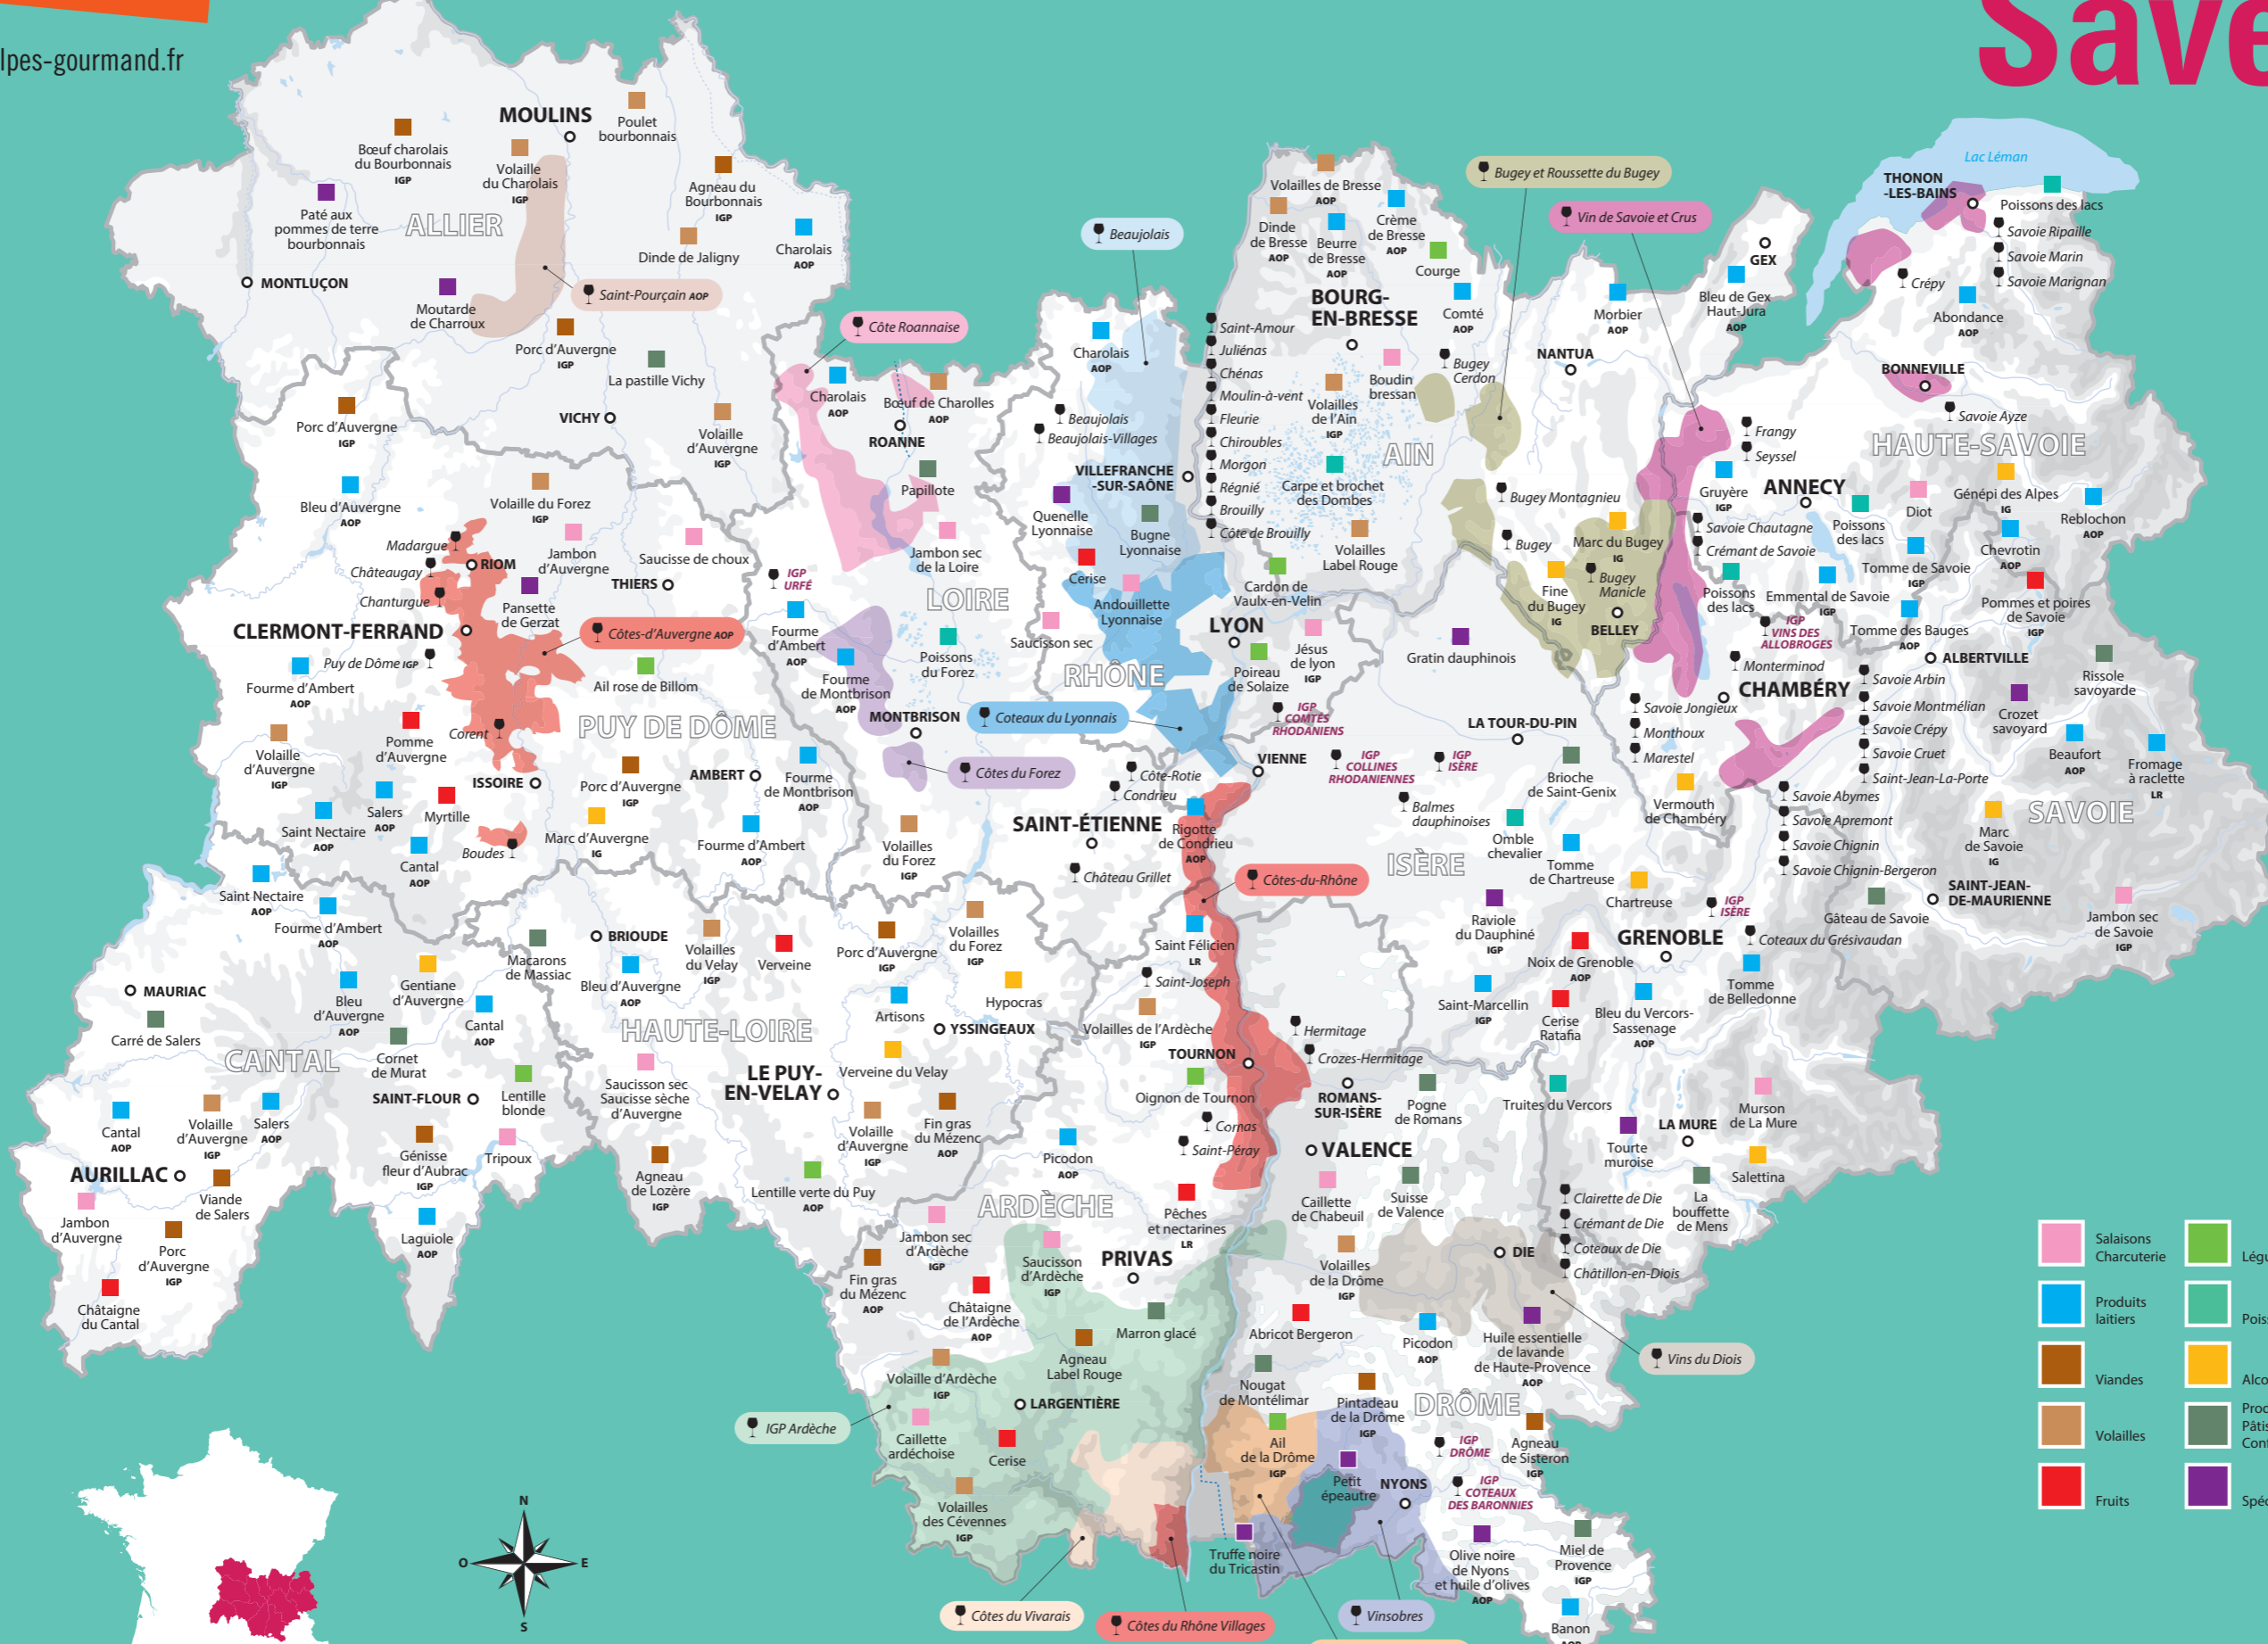 lpes-gourmand.fr
Save
MOULINS
Poulet
bourbonnais
Bœuf charolais
du Bourbonnais
IGP
Volaille
du Charolais
IGP
Agneau du
Bourbonnais
IGP
Paté aux
pommes de terre
bourbonnais
ALLIER
Dinde de Jaligny
Charolais
AOP
MONTLUÇON
Saint-Pourçain AOP
Moutarde
de Charroux
Porc d'Auvergne
IGP
La pastille Vichy
VICHY
Volaille
d'Auvergne
IGP
Porc d'Auvergne
IGP
Bleu d'Auvergne
AOP
Volaille du Forez
IGP
Madargue
RIOM
Jambon
d'Auvergne
Saucisse de choux
Châteaugay
THIERS
Chanturgue
Pansette
de Gerzat
CLERMONT-FERRAND
Côtes-d'Auvergne AOP
Puy de Dôme IGP
Fourme d'Ambert
AOP
Ail rose de Billom
PUY DE DÔME
Volaille
d'Auvergne
IGP
Pomme
d'Auvergne
Corent
ISSOIRE
Porc d'Auvergne
IGP
AMBERT
Fourme
de Montbrison
AOP
Saint Nectaire
AOP
Salers
AOP
Myrtille
Cantal
AOP
Boudes
Marc d'Auvergne
IG
Fourme d'Ambert
AOP
Côte Roannaise
Charolais
AOP
Bœuf de Charolles
AOP
ROANNE
Papillote
Jambon sec
de la Loire
IGP
URFÉ
LOIRE
Fourme
d'Ambert
AOP
Fourme
de Montbrison
Poissons
du Forez
MONTBRISON
Côtes du Forez
Volailles
du Forez
IGP
SAINT-ÉTIENNE
Côte-Rotie
Condrieu
Château Grillet
Rigotte
de Condrieu
AOP
Beaujolais
Charolais
AOP
Beaujolais
Beaujolais-Villages
VILLEFRANCHE
-SUR-SAÔNE
Quenelle
Lyonnaise
Bugne
Lyonnaise
Cerise
Andouillette
Lyonnaise
Saucisson sec
RHÔNE
LYON
Coteaux du Lyonnais
Saint-Amour
Juliénas
Chénas
Moulin-à-vent
Fleurie
Chiroubles
Morgon
Régnié
Brouilly
Côte de Brouilly
Cardon de
Vaulx-en-Velin
Jésus
de lyon
IGP
Poireau
de Solaize
IGP
COMTÉS
RHODANIENS
VIENNE
Volailles de Bresse
AOP
Dinde
de Bresse
AOP
Beurre
de Bresse
AOP
Crème
de Bresse
AOP
Courge
BOURG-
EN-BRESSE
Comté
AOP
Boudin
bressan
Volailles
de l'Ain
IGP
AIN
Carpe et brochet
des Dombes
Volailles
Label Rouge
Bugey
Cerdon
Bugey et Roussette du Bugey
Vin de Savoie et Crus
Morbier
AOP
NANTUA
GEX
Bleu de Gex
Haut-Jura
AOP
Bugey Montagnieu
Marc du Bugey
IG
Bugey
Fine
du Bugey
IG
Bugey
Manicle
BELLEY
Gratin dauphinois
Lac Léman
THONON
-LES-BAINS
Poissons des lacs
Savoie Ripaille
Savoie Marin
Savoie Marignan
Crépy
Abondance
AOP
BONNEVILLE
Savoie Ayze
HAUTE-SAVOIE
Frangy
Seyssel
Gruyère
IGP
ANNECY
Savoie Chautagne
Crémant de Savoie
Poissons
des lacs
Poissons
des lacs
Diot
Génépi des Alpes
IG
Reblochon
AOP
Chevrotin
AOP
Tomme de Savoie
IGP
Emmental de Savoie
IGP
Pommes et poires
de Savoie
IGP
Tomme des Bauges
AOP
IGP
VINS DES
ALLOBROGES
Monterminod
CHAMBÉRY
ALBERTVILLE
Rissole
savoyarde
Savoie Arbin
Savoie Montmélian
Savoie Crépy
Savoie Cruet
Saint-Jean-La-Porte
Crozet
savoyard
Beaufort
AOP
Fromage
à raclette
LR
Savoie Jongieux
Monthoux
Marestel
LA TOUR-DU-PIN
IGP
COLLINES
RHODANIENNES
IGP
ISÈRE
Brioche
de Saint-Genix
Vermouth
de Chambéry
Balmes
dauphinoises
Omble
chevalier
Tomme
de Chartreuse
ISÈRE
Savoie Abymes
Savoie Apremont
Savoie Chignin
Savoie Chignin-Bergeron
SAVOIE
Marc
de Savoie
IG
Gâteau de Savoie
SAINT-JEAN-
DE-MAURIENNE
Jambon sec
de Savoie
IGP
Chartreuse
IGP
ISÈRE
Raviole
du Dauphiné
IGP
Noix de Grenoble
AOP
GRENOBLE
Coteaux du Grésivaudan
Tomme
de Belledonne
Saint-Marcellin
IGP
Cerise
Ratafia
Bleu du Vercors-
Sassenage
AOP
Truites du Vercors
Tourte
muroise
LA MURE
Murson
de La Mure
Salettina
La
bouffette
de Mens
Saint Nectaire
AOP
Fourme d'Ambert
AOP
MAURIAC
Carré de Salers
Bleu
d'Auvergne
AOP
Gentiane
d'Auvergne
Macarons
de Massiac
Cantal
AOP
CANTAL
Cornet
de Murat
SAINT-FLOUR
Lentille
blonde
Cantal
AOP
Volaille
d'Auvergne
IGP
Salers
AOP
AURILLAC
Viande
de Salers
Génisse
fleur d'Aubrac
IGP
Tripoux
Jambon
d'Auvergne
Porc
d'Auvergne
IGP
Laguiole
AOP
Châtaigne
du Cantal
BRIOUDE
Bleu d'Auvergne
AOP
Volailles
du Velay
IGP
Verveine
Porc d'Auvergne
IGP
Volailles
du Forez
IGP
Hypocras
Artisons
YSSINGEAUX
HAUTE-LOIRE
Saucisson sec
Saucisse sèche
d'Auvergne
LE PUY-
EN-VELAY
Verveine du Velay
Volaille
d'Auvergne
IGP
Fin gras
du Mézenc
AOP
Agneau
de Lozère
IGP
Lentille verte du Puy
AOP
Côtes-du-Rhône
Saint Félicien
LR
Saint-Joseph
Volailles de l'Ardèche
IGP
TOURNON
Hermitage
Crozes-Hermitage
Oignon de Tournon
Cornas
Saint-Péray
Picodon
AOP
ARDÈCHE
Pêches
et nectarines
LR
PRIVAS
Jambon sec
d'Ardèche
IGP
Saucisson
d'Ardèche
IGP
Fin gras
du Mézenc
AOP
Châtaigne
de l'Ardèche
AOP
Marron glacé
Agneau
Label Rouge
Volaille d'Ardèche
IGP
LARGENTIÈRE
IGP Ardèche
Caillette
ardéchoise
Cerise
Volailles
des Cévennes
IGP
Côtes du Vivarais
Côtes du Rhône Villages
ROMANS-
SUR-ISÈRE
Pogne
de Romans
VALENCE
Caillette
de Chabeuil
Suisse
de Valence
Volailles
de la Drôme
IGP
DIE
Clairette de Die
Crémant de Die
Coteaux de Die
Châtillon-en-Diois
Abricot Bergeron
Picodon
AOP
Huile essentielle
de lavande
de Haute-Provence
AOP
Vins du Diois
Nougat
de Montélimar
Pintadeau
de la Drôme
IGP
DRÔME
Ail
de la Drôme
IGP
IGP
DRÔME
Agneau
de Sisteron
IGP
Petit
épeautre
NYONS
IGP
COTEAUX
DES BARONNIES
Truffe noire
du Tricastin
Olive noire
de Nyons
et huile d'olives
AOP
Miel de
Provence
IGP
Vinsobres
Banon
AOP
Salaisons
Charcuterie
Légu
Produits
laitiers
Pois
Viandes
Alco
Volailles
Prod
Pâtis
Conf
Fruits
Spéc
N
O
E
S